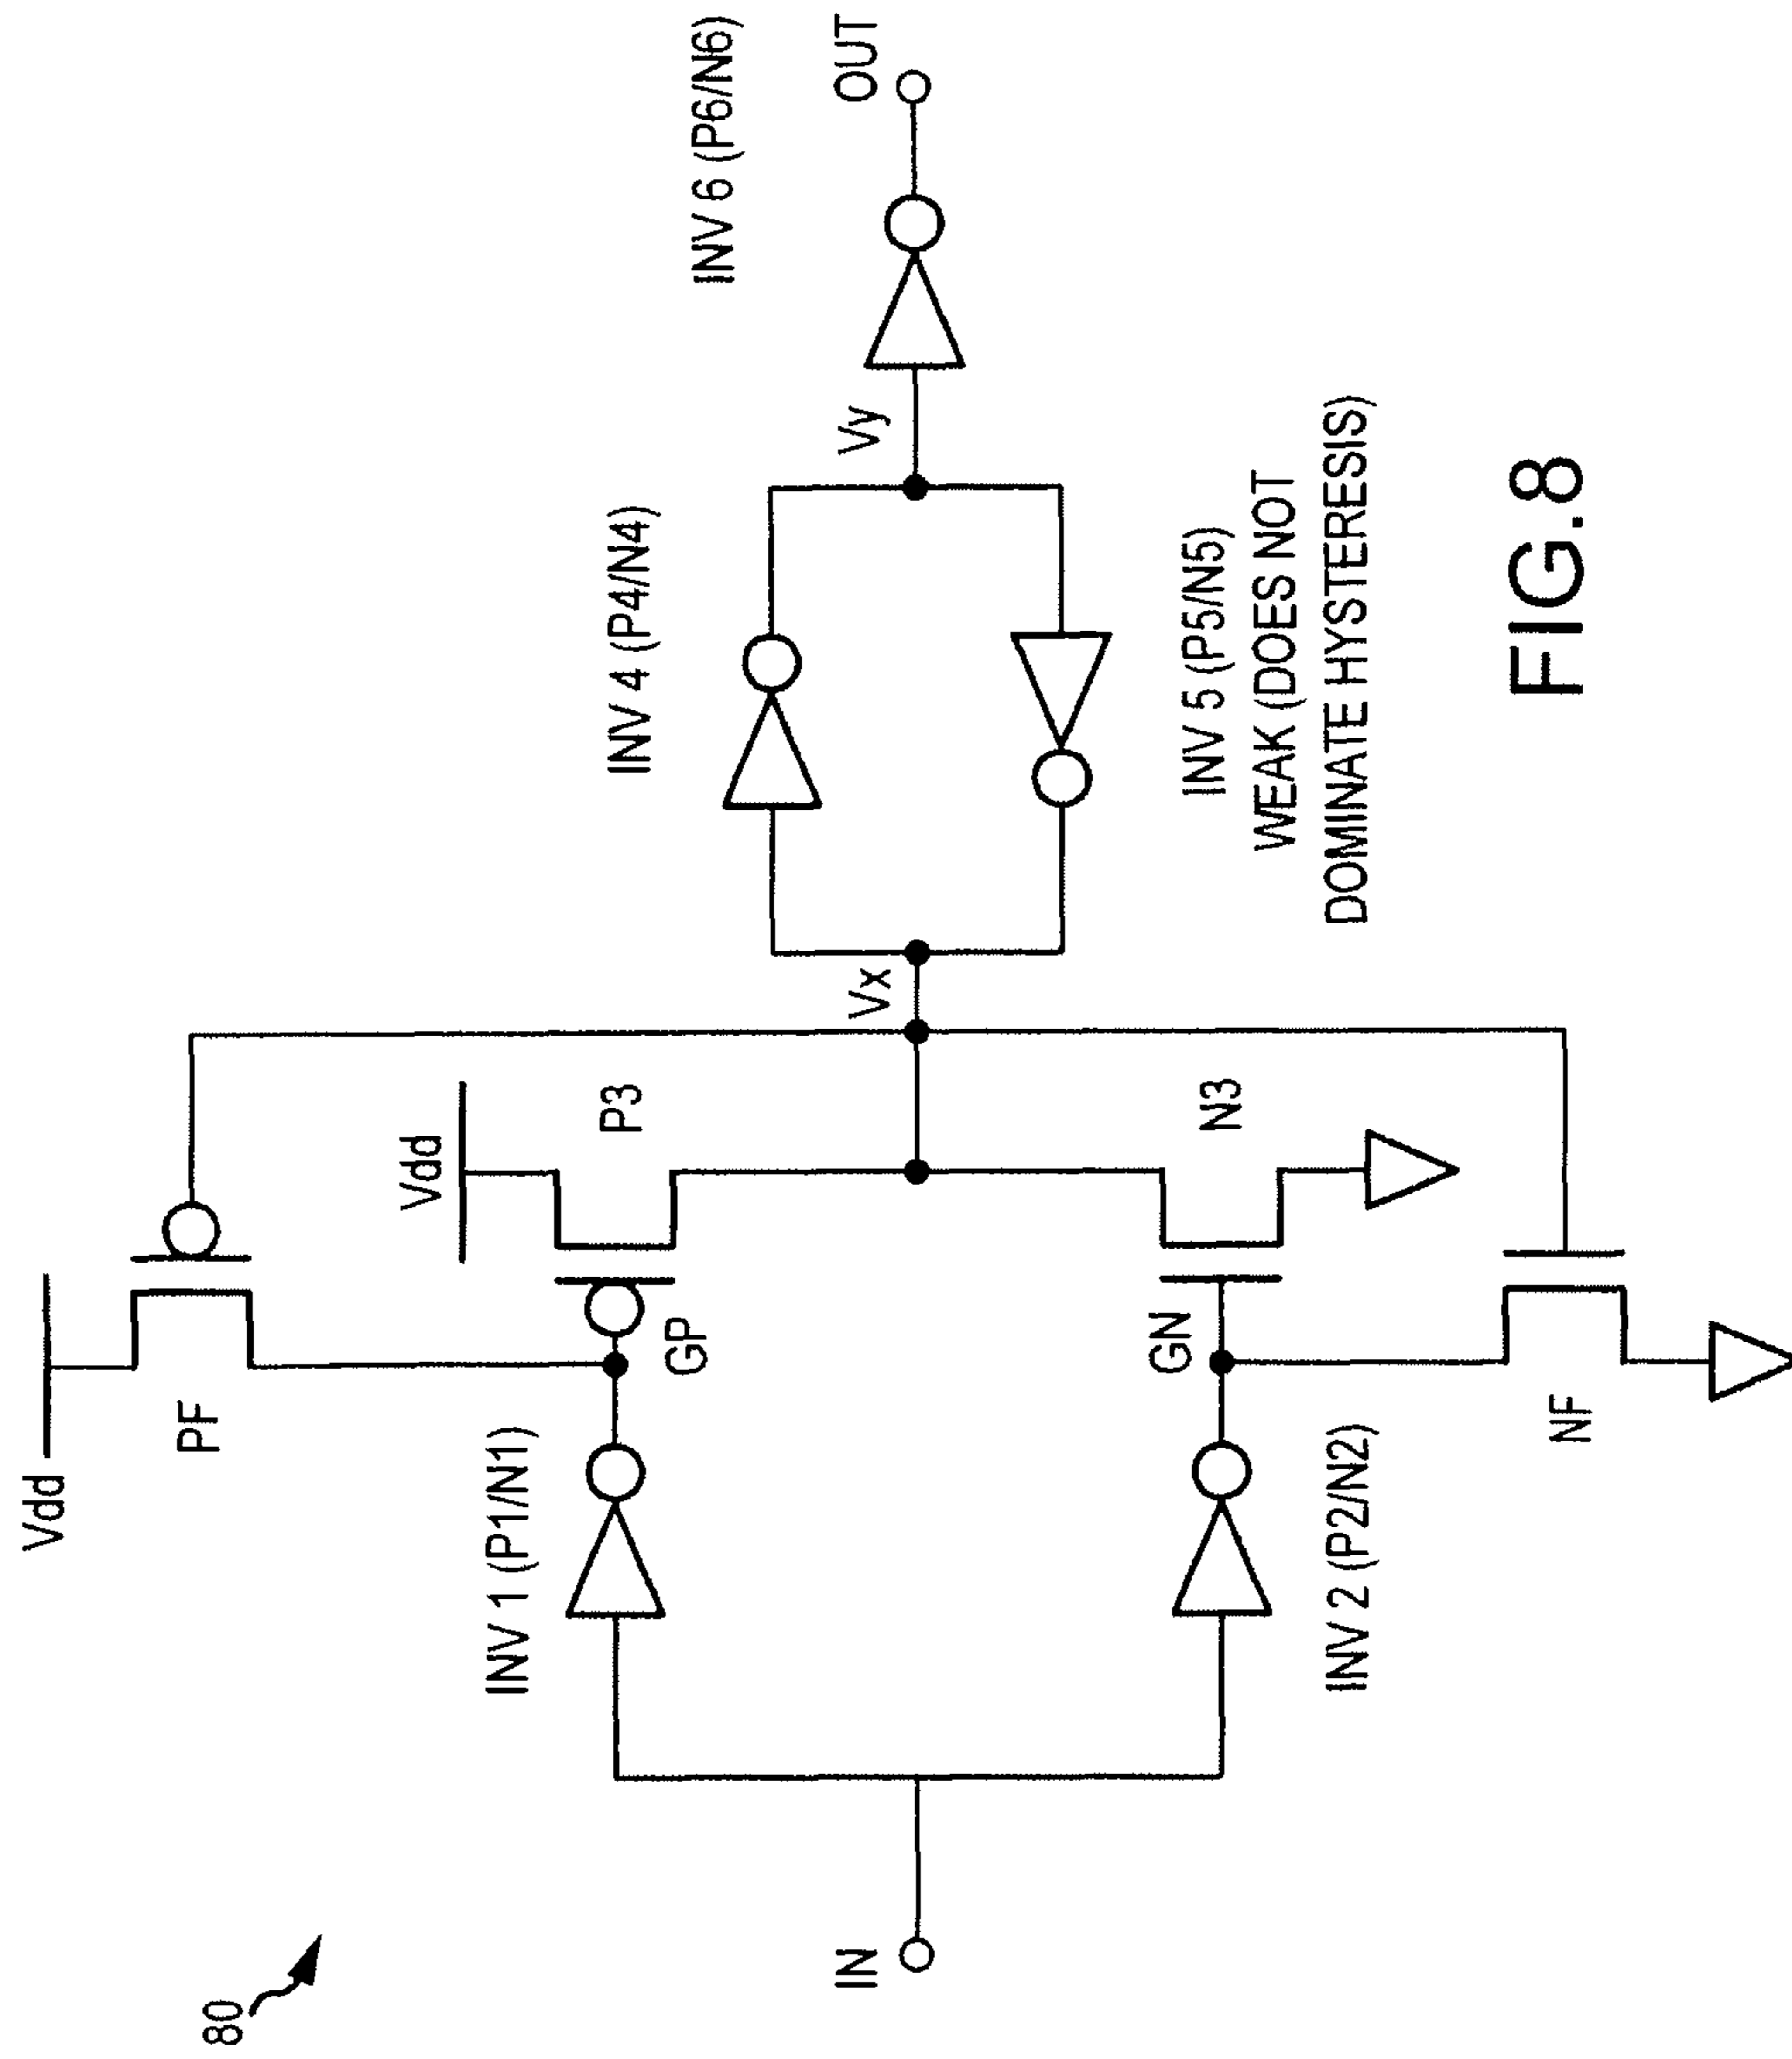 80
IN
Vdd
PF
Vdd
INV 1 (P1/N1)
GP
P3
GN
N3
INV 2 (P2/N2)
NF
Vx
INV 4 (P4/N4)
INV 5 (P5/N5)
WEAK (DOES NOT
DOMINATE HYSTERESIS)
Vy
INV 6 (P6/N6)
OUT
FIG.8